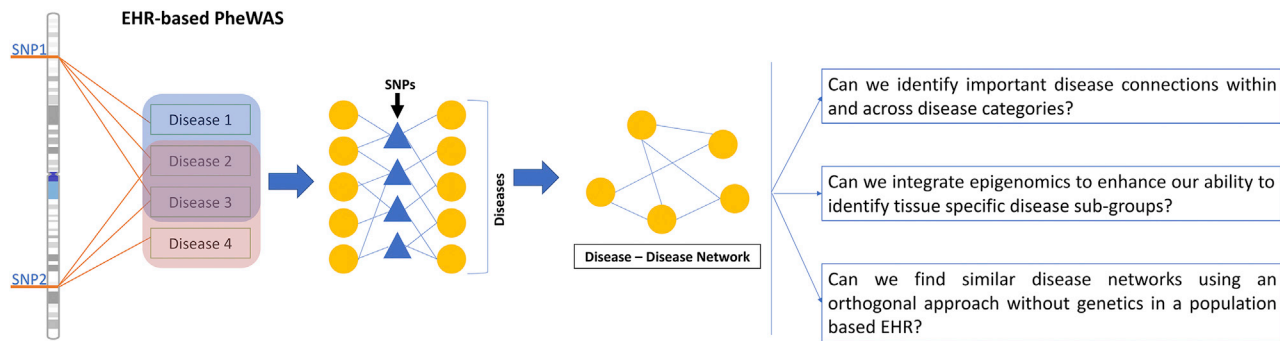 EHR-based PheWAS
SNP1
SNP2
Disease 1
Disease 2
Disease 3
Disease 4
SNPs
Diseases
Disease – Disease Network
Can we identify important disease connections within
and across disease categories?
Can we integrate epigenomics to enhance our ability to
identify tissue specific disease sub-groups?
Can we find similar disease networks using an
orthogonal approach without genetics in a population
based EHR?